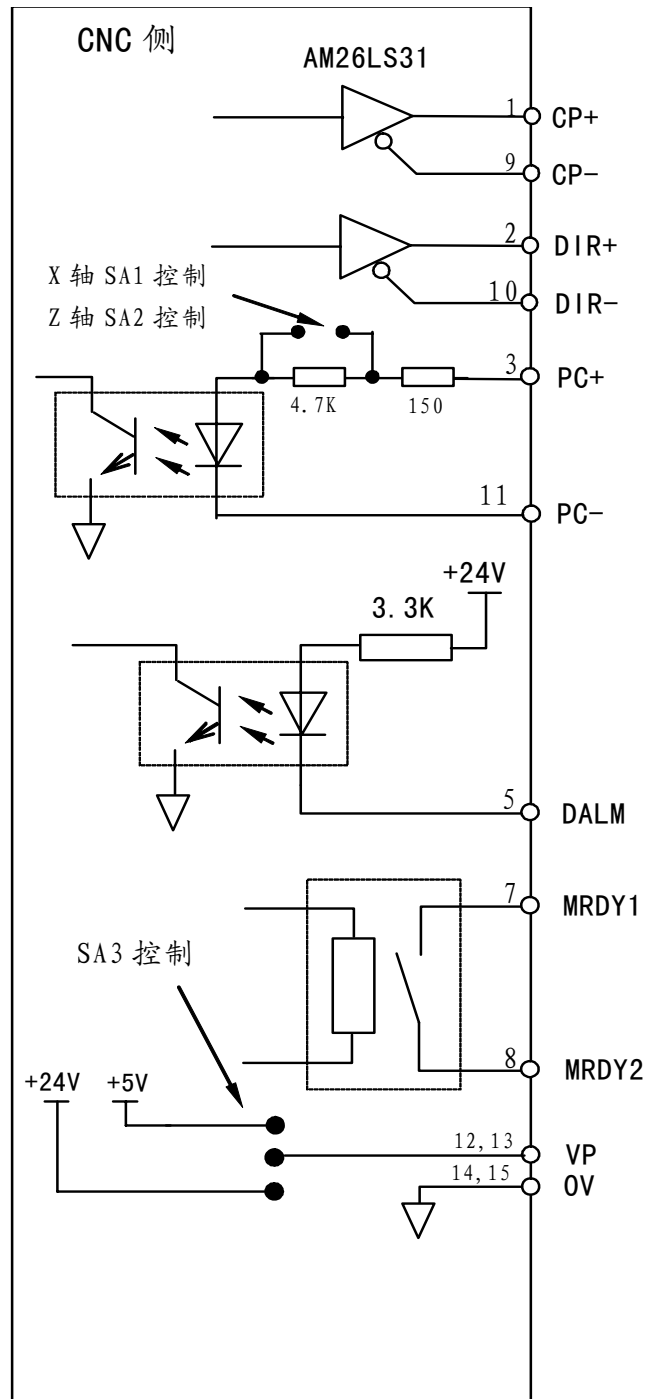 CNC 侧
AM26LS31
1 CP+
9 CP-
2 DIR+
X 轴 SA1 控制
10 DIR-
Z 轴 SA2 控制
3 PC+
4.7K 150
11 PC-
+24V
3.3K
5 DALM
7 MRDY1
SA3 控制
8 MRDY2
+24V +5V
12,13 VP
14,15 0V